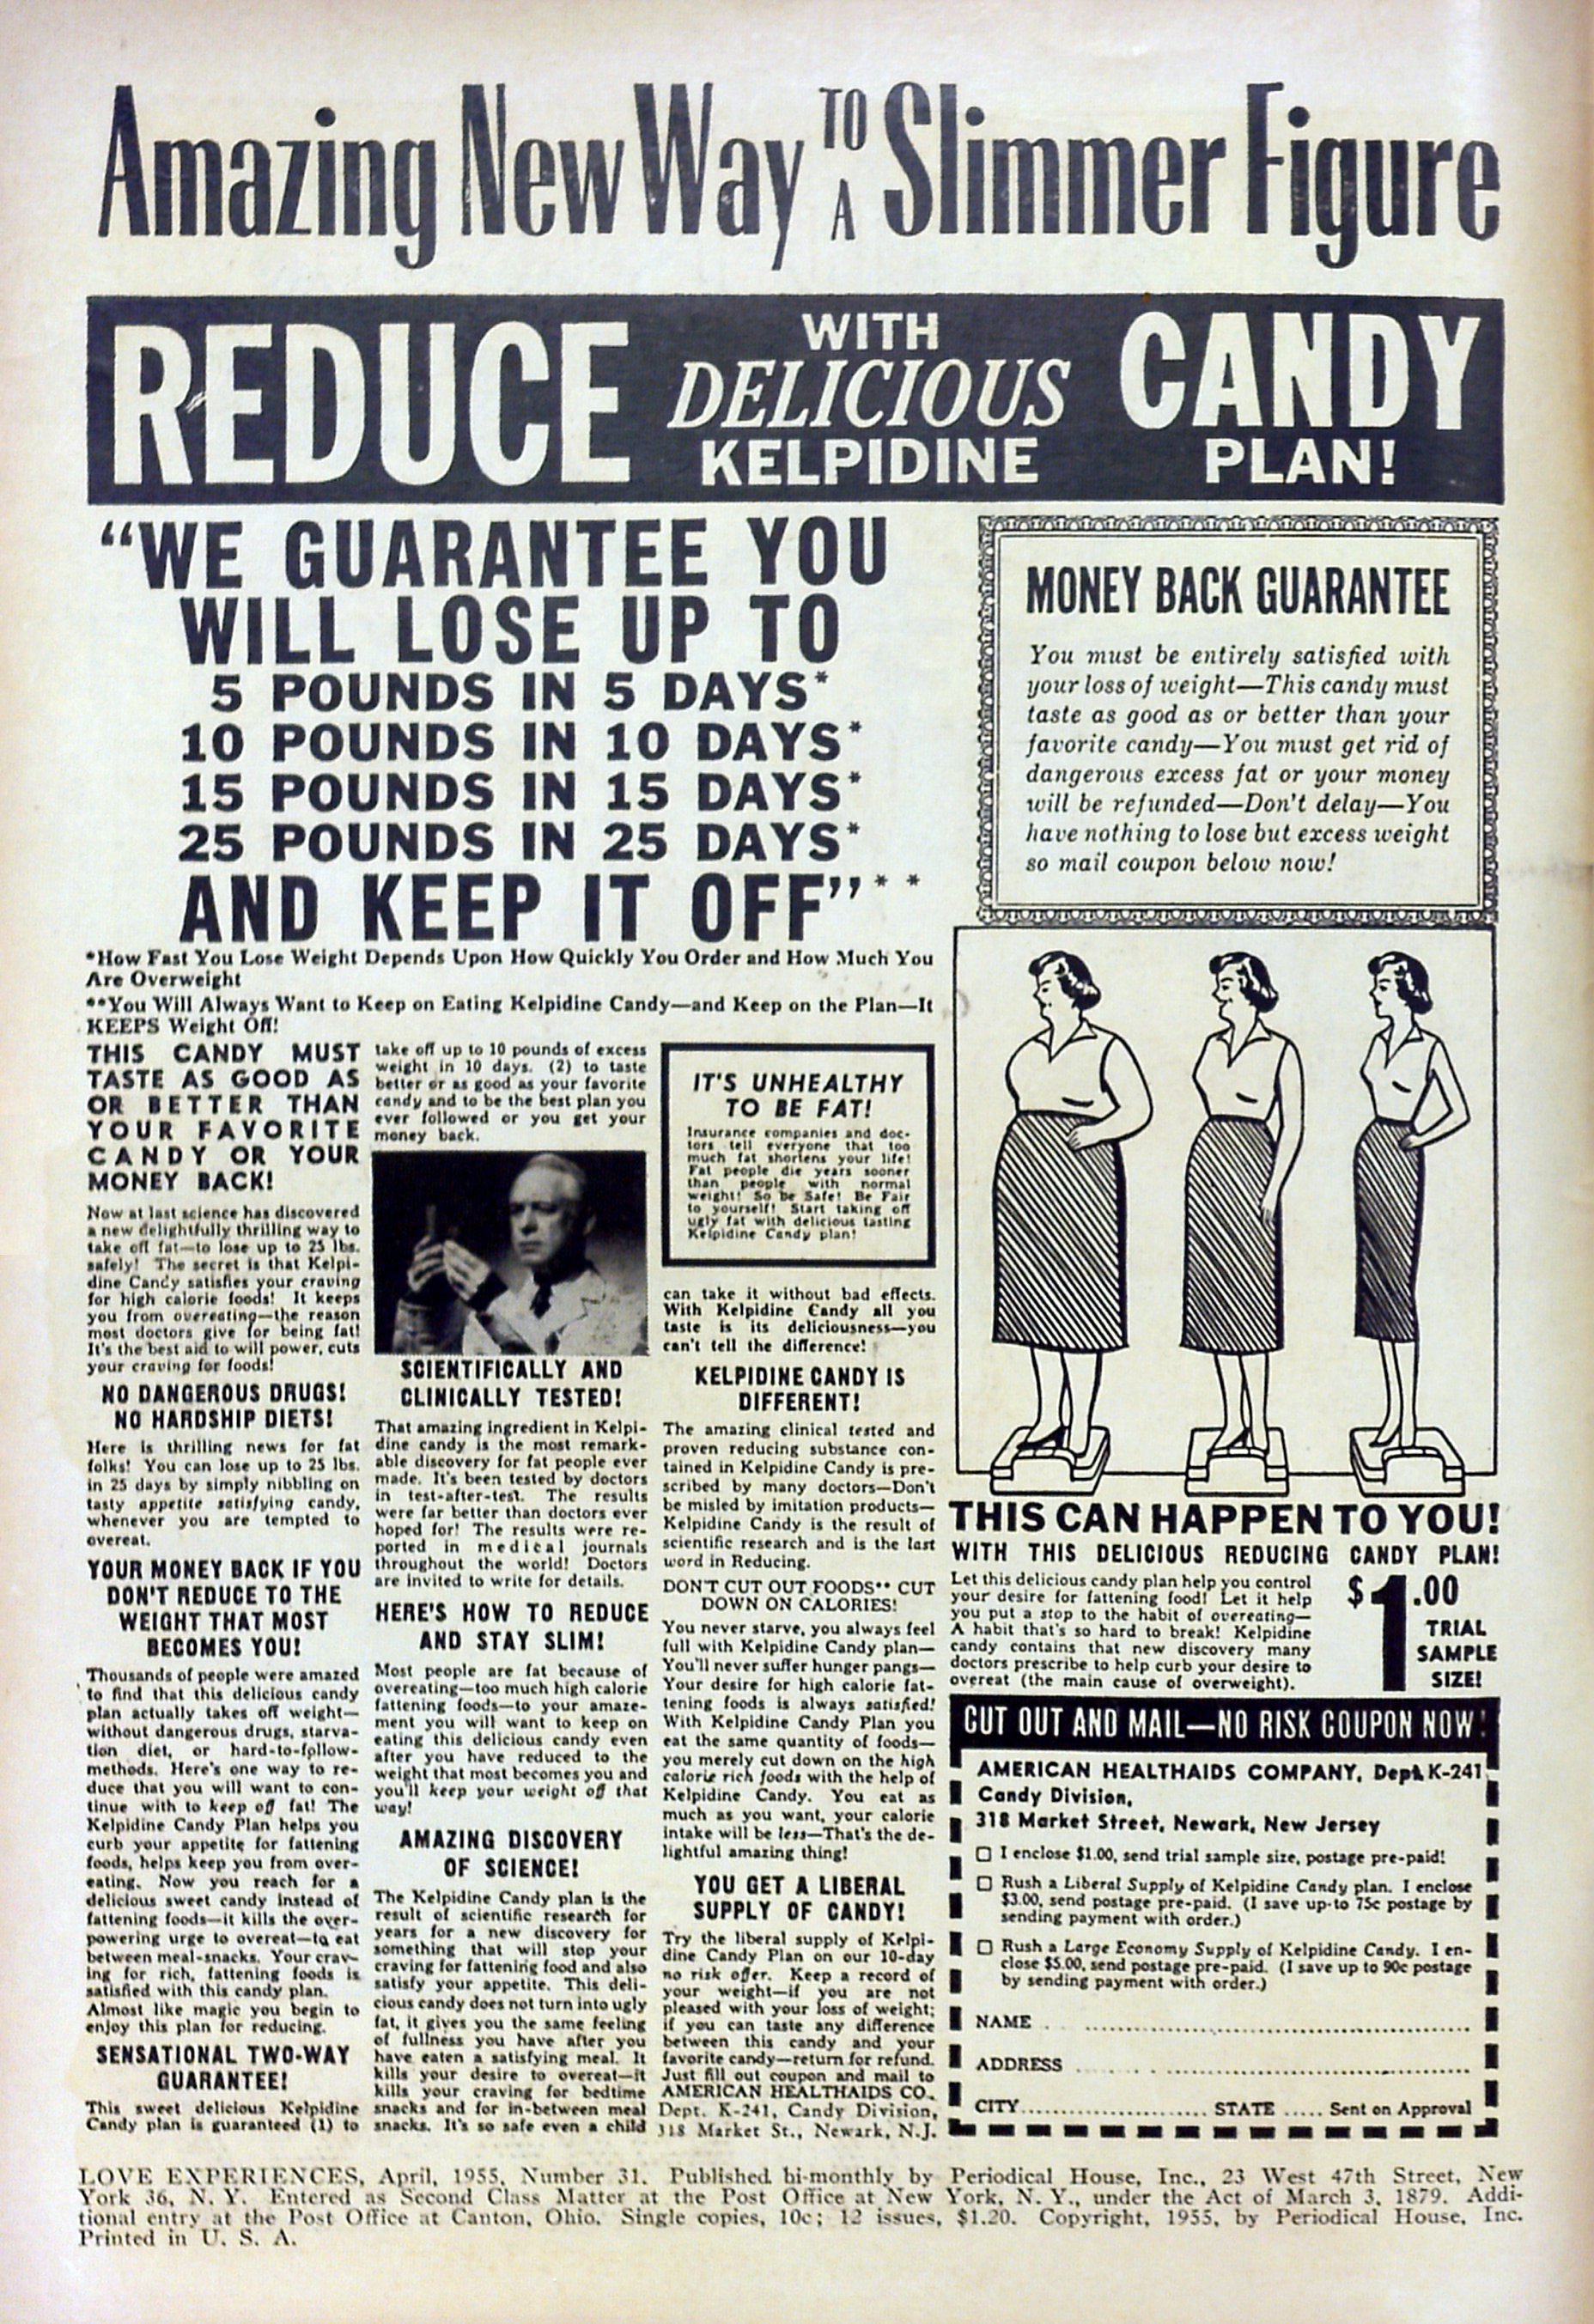 Amazing New Way TO A Slimmer Figure
REDUCE WITH DELICIOUS KELPIDINE CANDY PLAN!
"WE GUARANTEE YOU
WILL LOSE UP TO
5 POUNDS IN 5 DAYS*
10 POUNDS IN 10 DAYS*
15 POUNDS IN 15 DAYS*
25 POUNDS IN 25 DAYS*
AND KEEP IT OFF"**
*How Fast You Lose Weight Depends Upon How Quickly You Order and How Much You
Are Overweight
**You Will Always Want to Keep on Eating Kelpidine Candy—and Keep on the Plan—It
KEEPS Weight Off!
MONEY BACK GUARANTEE
You must be entirely satisfied with
your loss of weight—This candy must
taste as good as or better than your
favorite candy—You must get rid of
dangerous excess fat or your money
will be refunded—Don't delay—You
have nothing to lose but excess weight
so mail coupon below now!
THIS CANDY MUST
TASTE AS GOOD AS
OR BETTER THAN
YOUR FAVORITE
CANDY OR YOUR
MONEY BACK!
Now at last science has discovered
a new delightfully thrilling way to
take off fat—to lose up to 25 lbs.
safely! The secret is that Kelpi-
dine Candy satisfies your craving
for high calorie foods! It keeps
you from overeating—the reason
most doctors give for being fat!
It's the best aid to will power, cuts
your craving for foods!
NO DANGEROUS DRUGS!
NO HARDSHIP DIETS!
Here is thrilling news for fat
folks! You can lose up to 25 lbs.
in 25 days by simply nibbling on
tasty appetite satisfying candy,
whenever you are tempted to
overeat.
YOUR MONEY BACK IF YOU
DON'T REDUCE TO THE
WEIGHT THAT MOST
BECOMES YOU!
Thousands of people were amazed
to find that this delicious candy
plan actually takes off weight—
without dangerous drugs, starva-
tion diet, or hard-to-follow-
methods. Here's one way to re-
duce that you will want to con-
tinue with to keep off fat! The
Kelpidine Candy Plan helps you
curb your appetite for fattening
foods, helps keep you from over-
eating. Now you reach for a
delicious sweet candy instead of
fattening foods—it kills the over-
powering urge to overeat—to eat
between meal-snacks. Your crav-
ing for rich, fattening foods is
satisfied with this candy plan.
Almost like magic you begin to
enjoy this plan for reducing.
SENSATIONAL TWO-WAY
GUARANTEE!
This sweet delicious Kelpidine
Candy plan is guaranteed (1) to
take off up to 10 pounds of excess
weight in 10 days. (2) to taste
better or as good as your favorite
candy and to be the best plan you
ever followed or you get your
money back.
SCIENTIFICALLY AND
CLINICALLY TESTED!
That amazing ingredient in Kelpi-
dine candy is the most remark-
able discovery for fat people ever
made. It's been tested by doctors
in test-after-test. The results
were far better than doctors ever
hoped for! The results were re-
ported in medical journals
throughout the world! Doctors
are invited to write for details.
HERE'S HOW TO REDUCE
AND STAY SLIM!
Most people are fat because of
overeating—too much high calorie
fattening foods—to your amaze-
ment you will want to keep on
eating this delicious candy even
after you have reduced to the
weight that most becomes you and
you'll keep your weight off that
way!
AMAZING DISCOVERY
OF SCIENCE!
The Kelpidine Candy plan is the
result of scientific research for
years for a new discovery for
something that will stop your
craving for fattening food and also
satisfy your appetite. This deli-
cious candy does not turn into ugly
fat, it gives you the same feeling
of fullness you have after you
have eaten a satisfying meal. It
kills your desire to overeat—it
kills your craving for bedtime
snacks and for in-between meal
snacks. It's so safe even a child
IT'S UNHEALTHY
TO BE FAT!
Insurance companies and doc-
tors tell everyone that too
much fat shortens your life!
Fat people die years sooner
than people with normal
weight! So be Safe! Be Fair
to yourself! Start taking off
ugly fat with delicious tasting
Kelpidine Candy plan!
can take it without bad effects.
With Kelpidine Candy all you
taste is its deliciousness—you
can't tell the difference!
KELPIDINE CANDY IS
DIFFERENT!
The amazing clinical tested and
proven reducing substance con-
tained in Kelpidine Candy is pre-
scribed by many doctors—Don't
be misled by imitation products—
Kelpidine Candy is the result of
scientific research and is the last
word in Reducing.
DON'T CUT OUT FOODS** CUT
DOWN ON CALORIES!
You never starve, you always feel
full with Kelpidine Candy plan—
You'll never suffer hunger pangs—
Your desire for high calorie fat-
tening foods is always satisfied!
With Kelpidine Candy Plan you
eat the same quantity of foods—
you merely cut down on the high
calorie rich foods with the help of
Kelpidine Candy. You eat as
much as you want, your calorie
intake will be less—That's the de-
lightful amazing thing!
YOU GET A LIBERAL
SUPPLY OF CANDY!
Try the liberal supply of Kelpi-
dine Candy Plan on our 10-day
no risk offer. Keep a record of
your weight—if you are not
pleased with your loss of weight;
if you can taste any difference
between this candy and your
favorite candy—return for refund.
Just fill out coupon and mail to
AMERICAN HEALTHAIDS CO.,
Dept. K-241, Candy Division,
318 Market St., Newark, N.J.
THIS CAN HAPPEN TO YOU!
WITH THIS DELICIOUS REDUCING CANDY PLAN!
Let this delicious candy plan help you control
your desire for fattening food! Let it help
you put a stop to the habit of overeating—
A habit that's so hard to break! Kelpidine
candy contains that new discovery many
doctors prescribe to help curb your desire to
overeat (the main cause of overweight).
$1.00
TRIAL
SAMPLE
SIZE!
CUT OUT AND MAIL—NO RISK COUPON NOW!
AMERICAN HEALTHAIDS COMPANY, Dept. K-241
Candy Division,
318 Market Street, Newark, New Jersey
☐ I enclose $1.00, send trial sample size, postage pre-paid!
☐ Rush a Liberal Supply of Kelpidine Candy plan. I enclose
$3.00, send postage pre-paid. (I save up-to 75c postage by
sending payment with order.)
☐ Rush a Large Economy Supply of Kelpidine Candy. I en-
close $5.00, send postage pre-paid. (I save up to 90c postage
by sending payment with order.)
NAME ..........
ADDRESS ..........
CITY.......... STATE ..... Sent on Approval
LOVE EXPERIENCES, April, 1955, Number 31. Published bi-monthly by Periodical House, Inc., 23 West 47th Street, New
York 36, N. Y. Entered as Second Class Matter at the Post Office at New York, N. Y., under the Act of March 3, 1879. Addi-
tional entry at the Post Office at Canton, Ohio. Single copies, 10c; 12 issues, $1.20. Copyright, 1955, by Periodical House, Inc.
Printed in U. S. A.